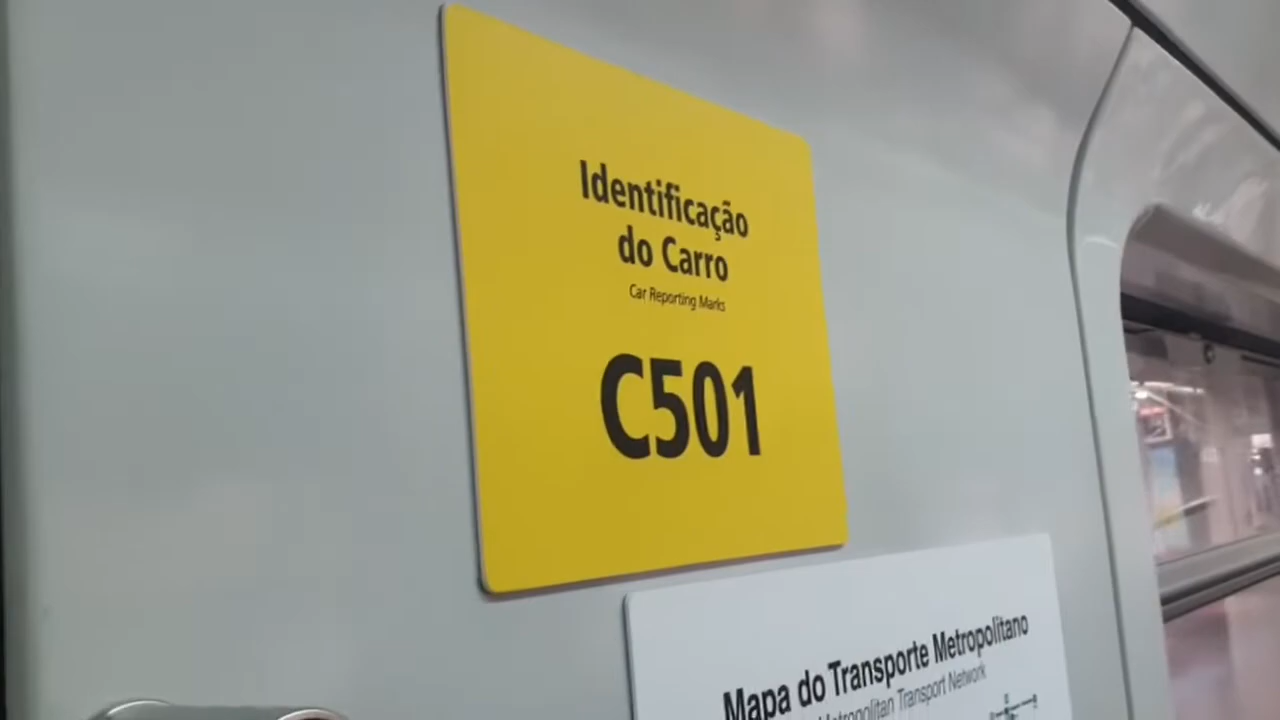 Identificação
do Carro
Car Reporting Marks
C501
Mapa do Transporte Metropolitano
Metropolitan Transport Network